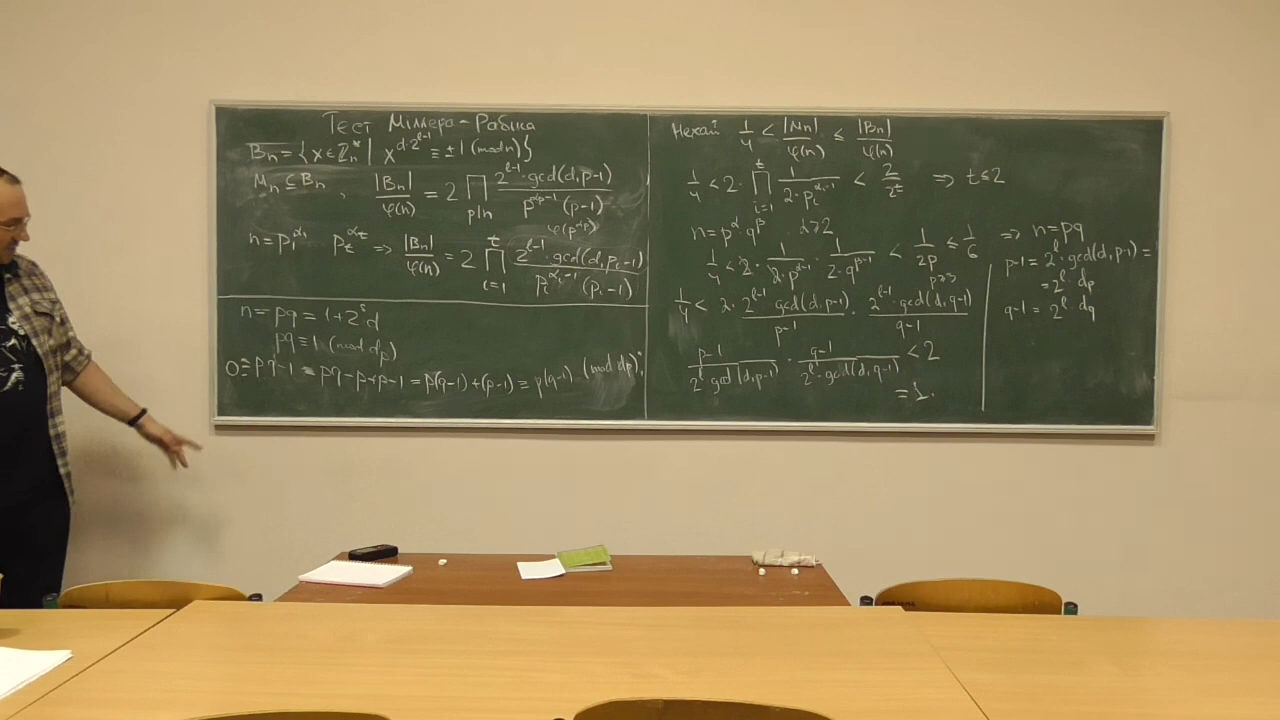 Тест Міллера-Рабіна
Bₙ = {x ∈ ℤₙ* | x^(d·2^(l-1)) ≡ ±1 (mod n)}
Mₙ ⊆ Bₙ , |Bₙ|/φ(n) = 2 ∏_(p|n) (2^(l-1)·gcd(d,p-1))/(p^(αp-1)(p-1))
φ(p^(αp))
n = p₁^(α₁) p_t^(α_t) ⇒ |Bₙ|/φ(n) = 2 ∏_(i=1)^t (2^(l-1)·gcd(d,pᵢ-1))/(pᵢ^(αᵢ-1)(pᵢ-1))
n = pq = 1+2^s d
pq ≡ 1 (mod dp)
0 ≡ pq-1 = pq-p+p-1 = p(q-1)+(p-1) ≡ p(q-1) (mod dp)
Нехай 1/4 < |Mₙ|/φ(n) ≤ |Bₙ|/φ(n)
1/4 < 2· ∏_(i=1)^t 1/(2·pᵢ^(αᵢ-1)) < 2/2^t ⇒ t ≤ 2
n = p^α q^β α ≥ 2
1/4 < 2· 1/(2·p^(α-1)) · 1/(2·q^(β-1)) < 1/(2p) ≤ 1/6
p ≥ 3
1/4 < 2· (2^(l-1)·gcd(d,p-1))/(p-1) · (2^(l-1)·gcd(d,q-1))/(q-1)
(p-1)/(2^l·gcd(d,p-1)) · (q-1)/(2^l·gcd(d,q-1)) < 2
= 1.
⇒ n = pq
p-1 = 2^l·gcd(d,p-1) =
= 2^l·dp
q-1 = 2^l·dq